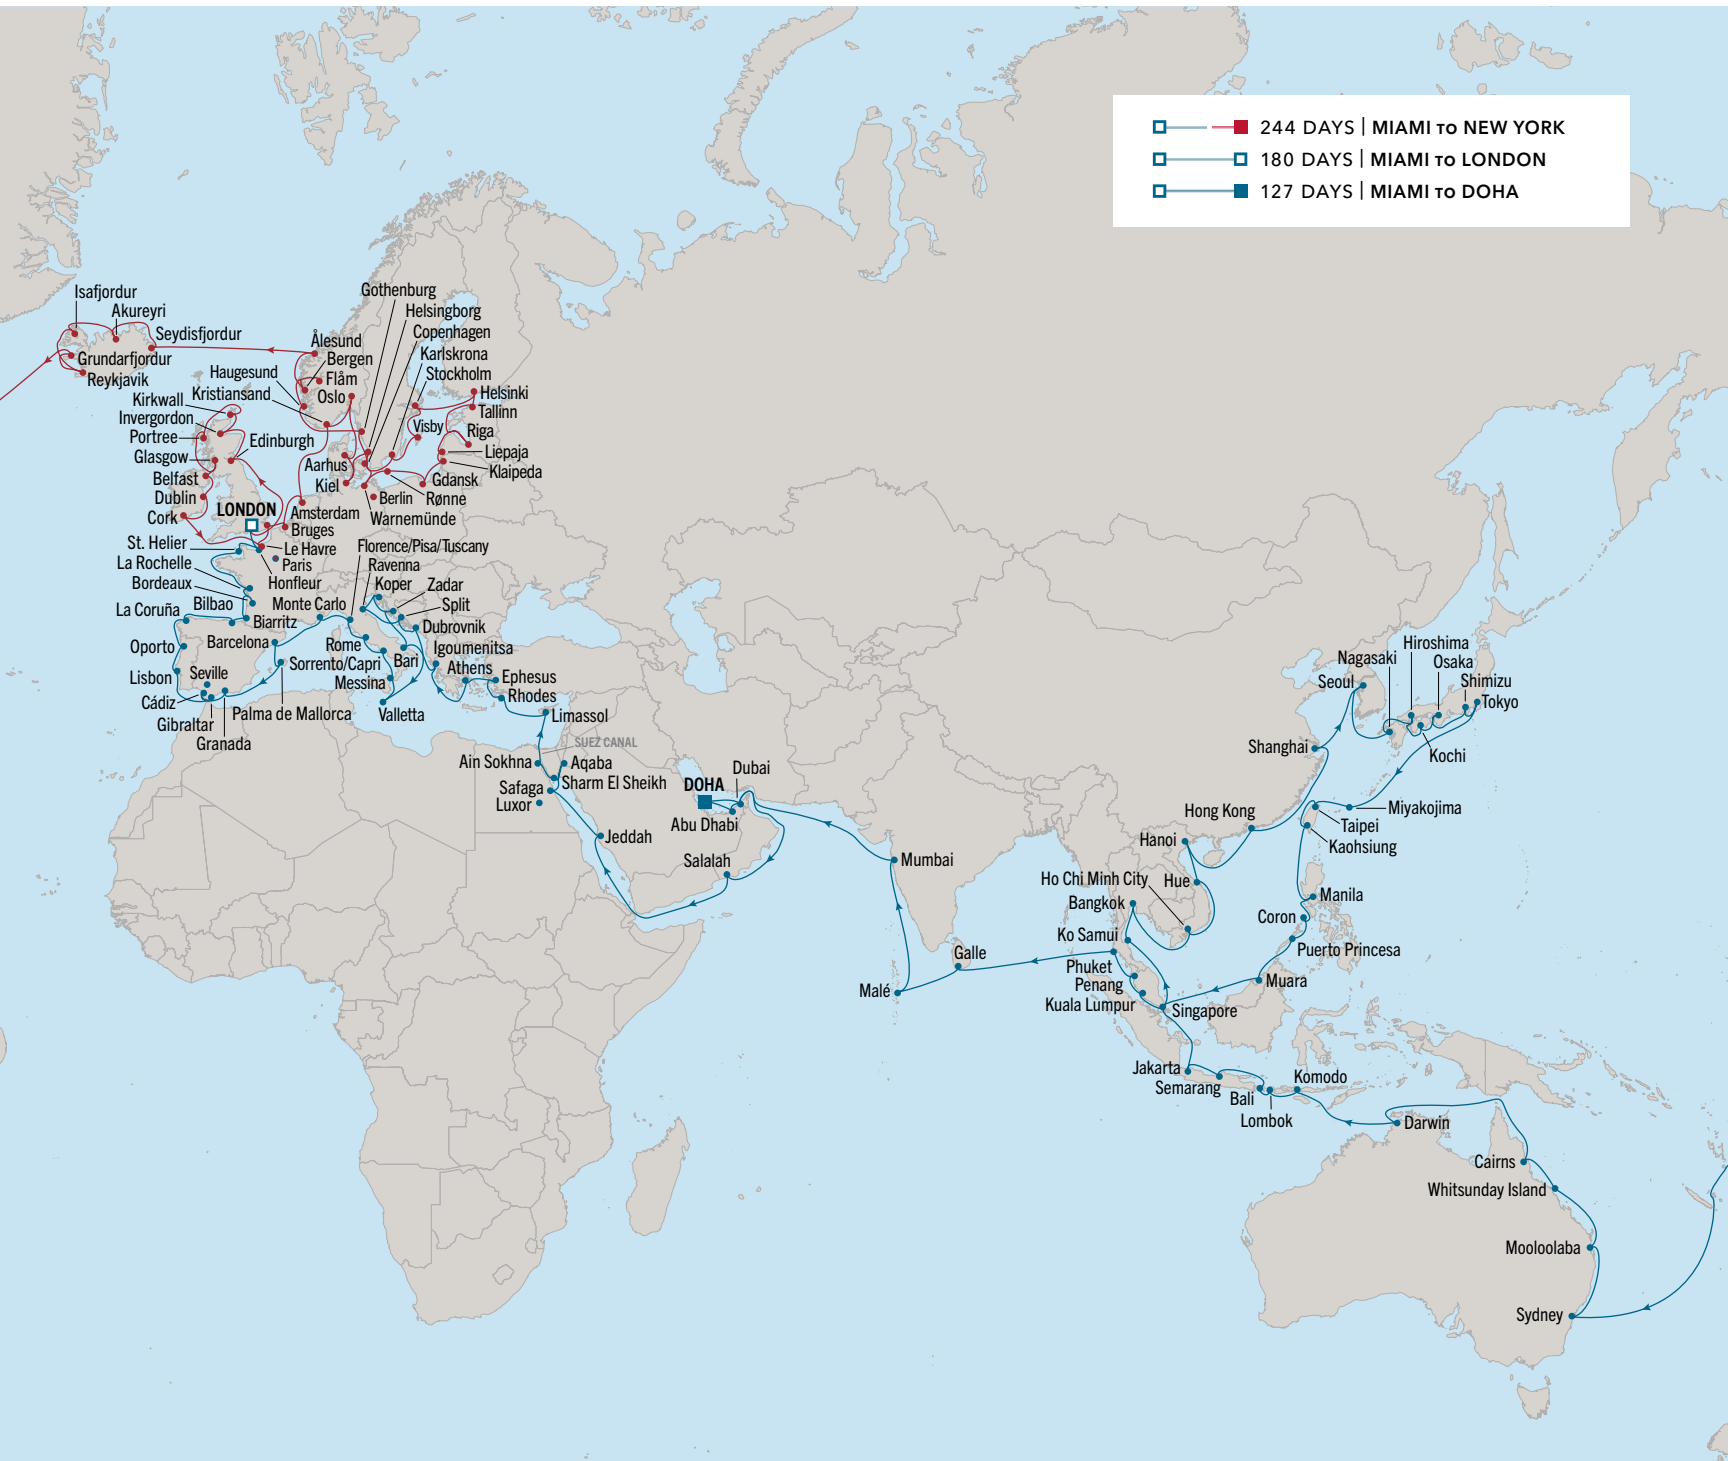 244 DAYS | MIAMI TO NEW YORK
180 DAYS | MIAMI TO LONDON
127 DAYS | MIAMI TO DOHA
Isafjordur
Akureyri
Seydisfjordur
Grundarfjordur
Reykjavik
Gothenburg
Helsingborg
Copenhagen
Karlskrona
Stockholm
Ålesund
Bergen
Flåm
Oslo
Haugesund
Kristiansand
Kirkwall
Invergordon
Portree
Glasgow
Belfast
Dublin
Cork
Edinburgh
LONDON
Helsinki
Tallinn
Visby
Riga
Liepaja
Klaipeda
Gdansk
Rønne
Aarhus
Kiel
Berlin
Warnemünde
Amsterdam
Bruges
Le Havre
Paris
Honfleur
St. Helier
La Rochelle
Bordeaux
Bilbao
La Coruña
Biarritz
Oporto
Lisbon
Seville
Cádiz
Gibraltar
Granada
Barcelona
Palma de Mallorca
Monte Carlo
Florence/Pisa/Tuscany
Ravenna
Koper
Zadar
Split
Dubrovnik
Rome
Sorrento/Capri
Messina
Bari
Valletta
Igoumenitsa
Athens
Ephesus
Rhodes
Limassol
SUEZ CANAL
Ain Sokhna
Aqaba
Sharm El Sheikh
Safaga
Luxor
Jeddah
DOHA
Dubai
Abu Dhabi
Salalah
Mumbai
Galle
Malé
Nagasaki
Hiroshima
Osaka
Shimizu
Tokyo
Seoul
Kochi
Shanghai
Miyakojima
Taipei
Kaohsiung
Hong Kong
Hanoi
Hue
Ho Chi Minh City
Bangkok
Ko Samui
Phuket
Penang
Kuala Lumpur
Singapore
Manila
Coron
Puerto Princesa
Muara
Jakarta
Semarang
Bali
Lombok
Komodo
Darwin
Cairns
Whitsunday Island
Mooloolaba
Sydney